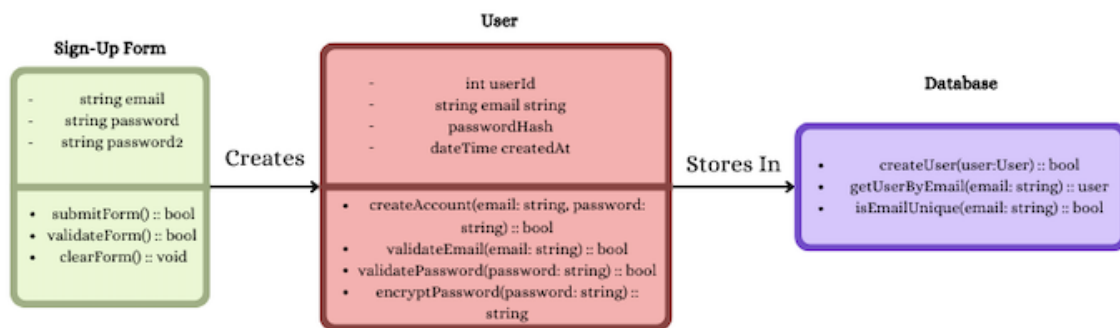 Sign-Up Form
- string email
- string password
- string password2
• submitForm() :: bool
• validateForm() :: bool
• clearForm() :: void
Creates
User
- int userId
- string email string
- passwordHash
- dateTime createdAt
• createAccount(email: string, password:
string) :: bool
• validateEmail(email: string) :: bool
• validatePassword(password: string) :: bool
• encryptPassword(password: string) ::
string
Stores In
Database
• createUser(user:User) :: bool
• getUserByEmail(email: string) :: user
• isEmailUnique(email: string) :: bool